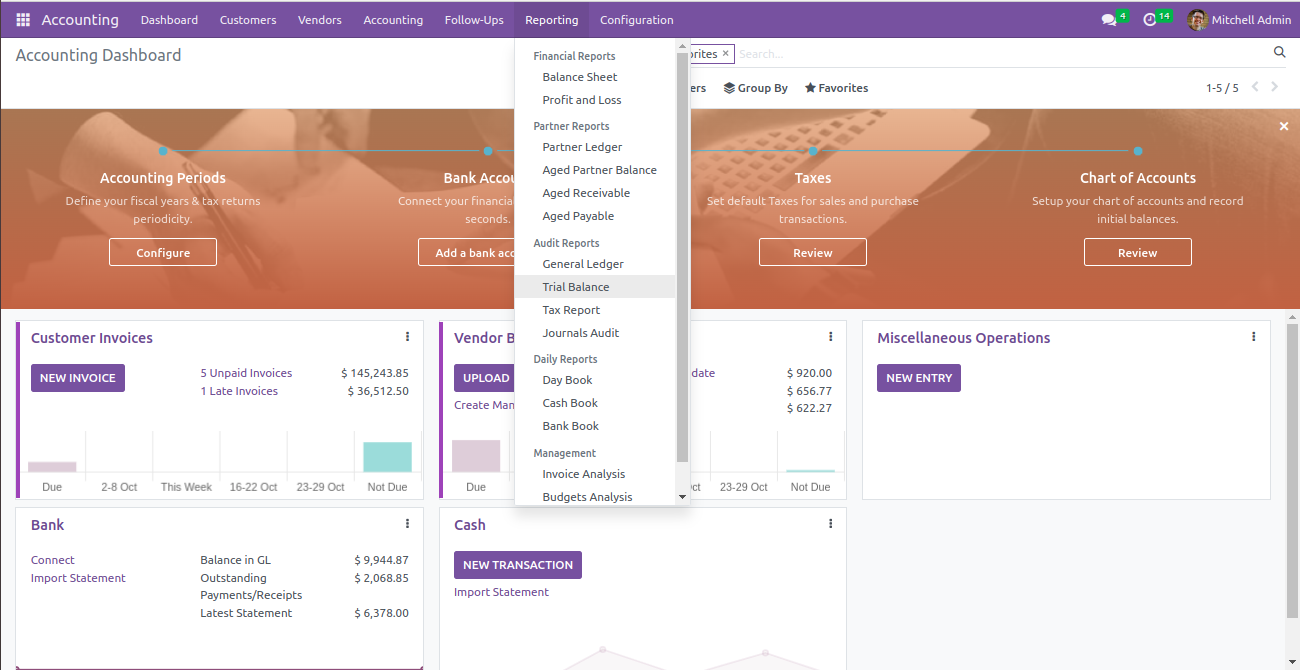 Accounting Dashboard Customers Vendors Accounting Follow-Ups Reporting Configuration 4 14 Mitchell Admin
Accounting Dashboard
Search...
Group By Favorites 1-5 / 5
Financial Reports
Balance Sheet
Profit and Loss
Partner Reports
Partner Ledger
Aged Partner Balance
Aged Receivable
Aged Payable
Audit Reports
General Ledger
Trial Balance
Tax Report
Journals Audit
Daily Reports
Day Book
Cash Book
Bank Book
Management
Invoice Analysis
Budgets Analysis
Accounting Periods
Define your fiscal years & tax returns
periodicity.
Configure
Bank
Connect your
seconds.
Add a bank
Taxes
Set default Taxes for sales and purchase
transactions.
Review
Chart of Accounts
Setup your chart of accounts and record
initial balances.
Review
Customer Invoices
NEW INVOICE
5 Unpaid Invoices $ 145,243.85
1 Late Invoices $ 36,512.50
Due 2-8 Oct This Week 16-22 Oct 23-29 Oct Not Due
Vendor
UPLOAD
Create
$ 920.00
$ 656.77
$ 622.27
Due 23-29 Oct Not Due
Miscellaneous Operations
NEW ENTRY
Bank
Connect
Import Statement
Balance in GL $ 9,944.87
Outstanding $ 2,068.85
Payments/Receipts
Latest Statement $ 6,378.00
Cash
NEW TRANSACTION
Import Statement